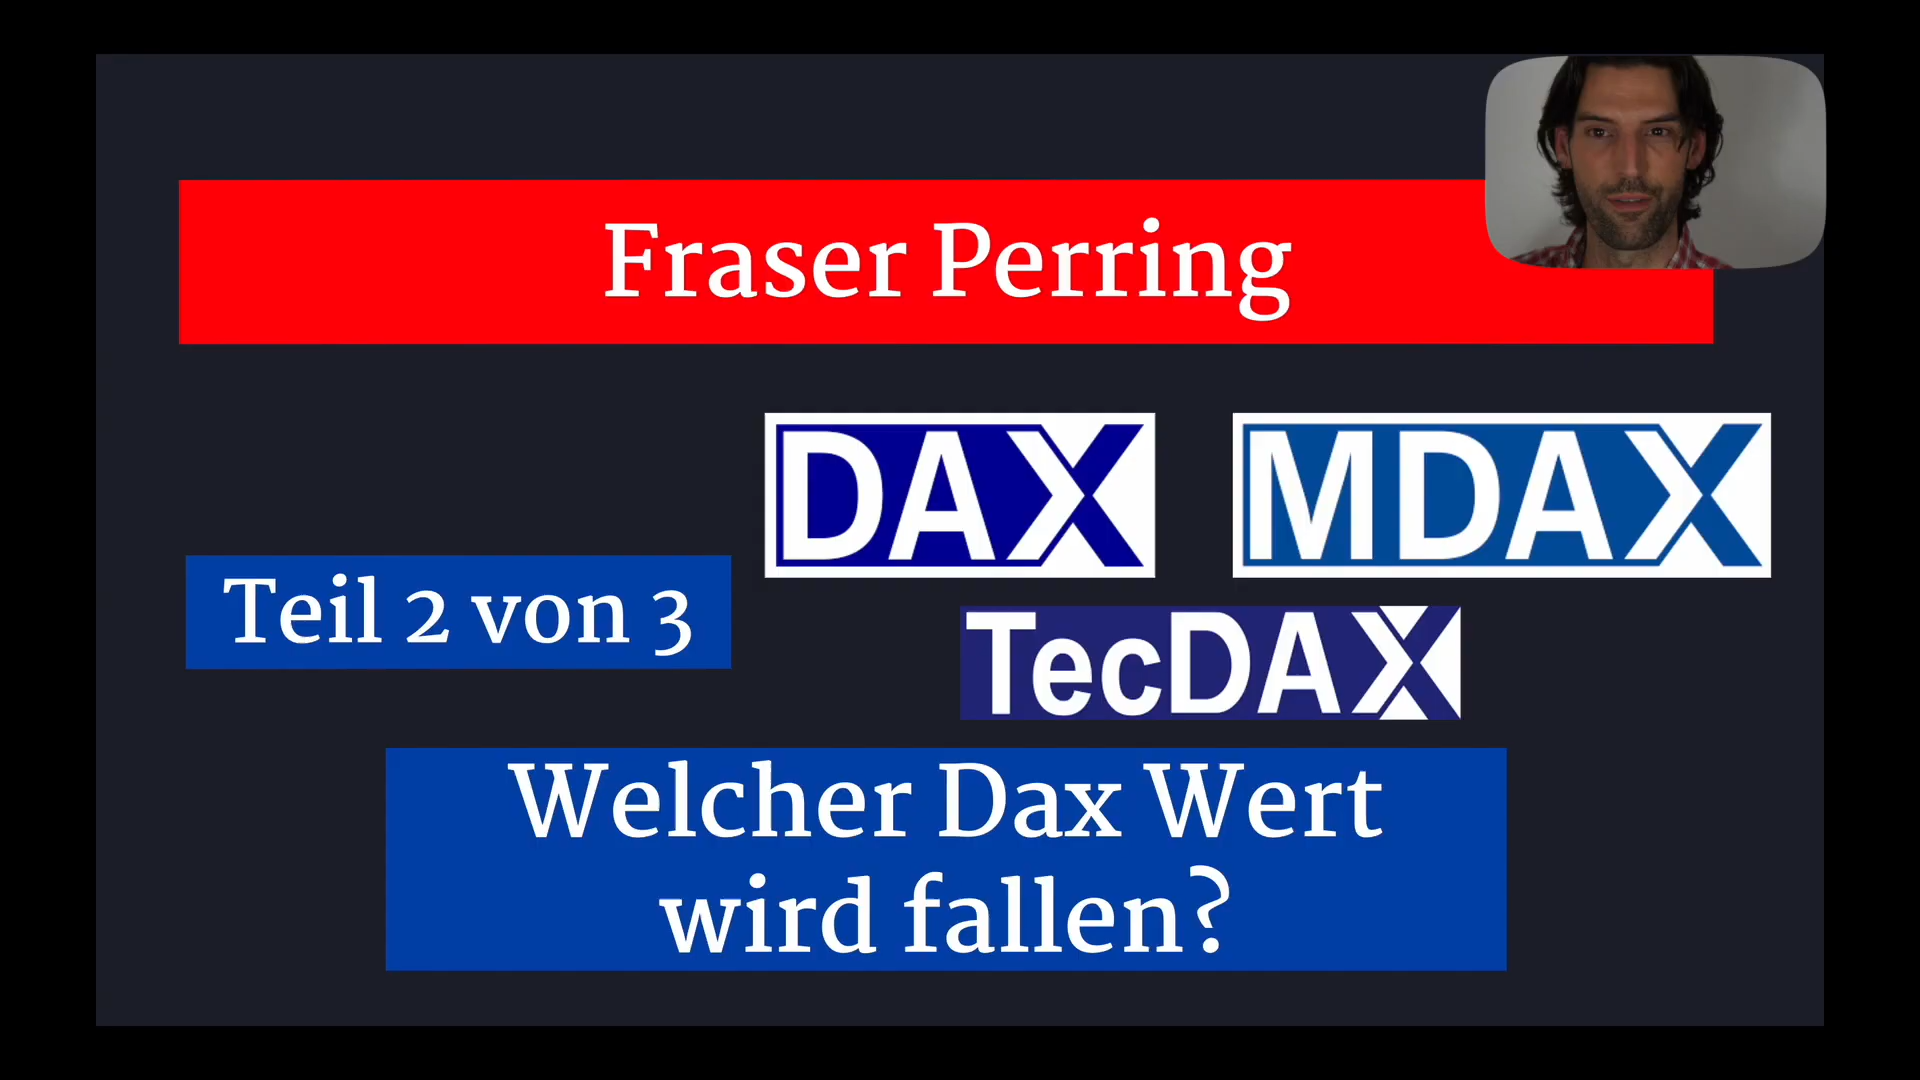 Fraser Perring
DAX
MDAX
Teil 2 von 3
TecDAX
Welcher Dax Wert
wird fallen?